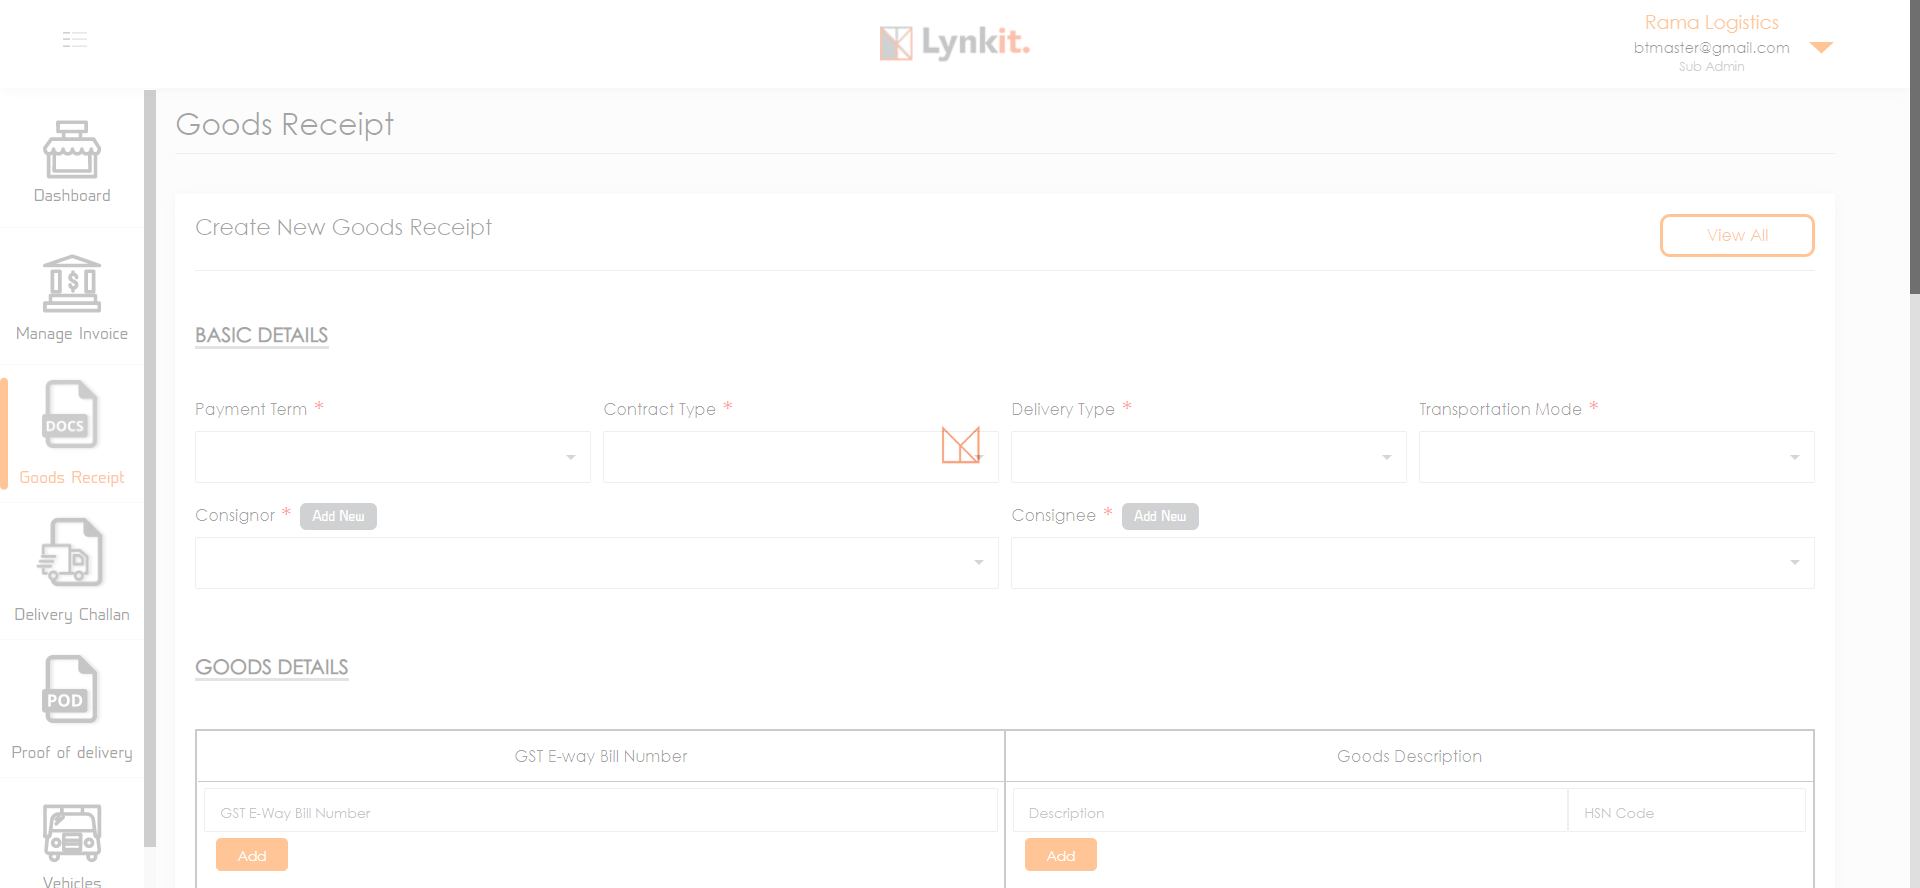 Lynkit.
Rama Logistics
btmaster@gmail.com
Sub Admin
Dashboard
Manage Invoice
DOCS
Goods Receipt
Delivery Challan
POD
Proof of delivery
Vehicles
Goods Receipt
Create New Goods Receipt
View All
BASIC DETAILS
Payment Term *
Contract Type *
Delivery Type *
Transportation Mode *
Consignor * Add New
Consignee * Add New
GOODS DETAILS
GST E-way Bill Number
Goods Description
GST E-Way Bill Number
Description
HSN Code
Add
Add